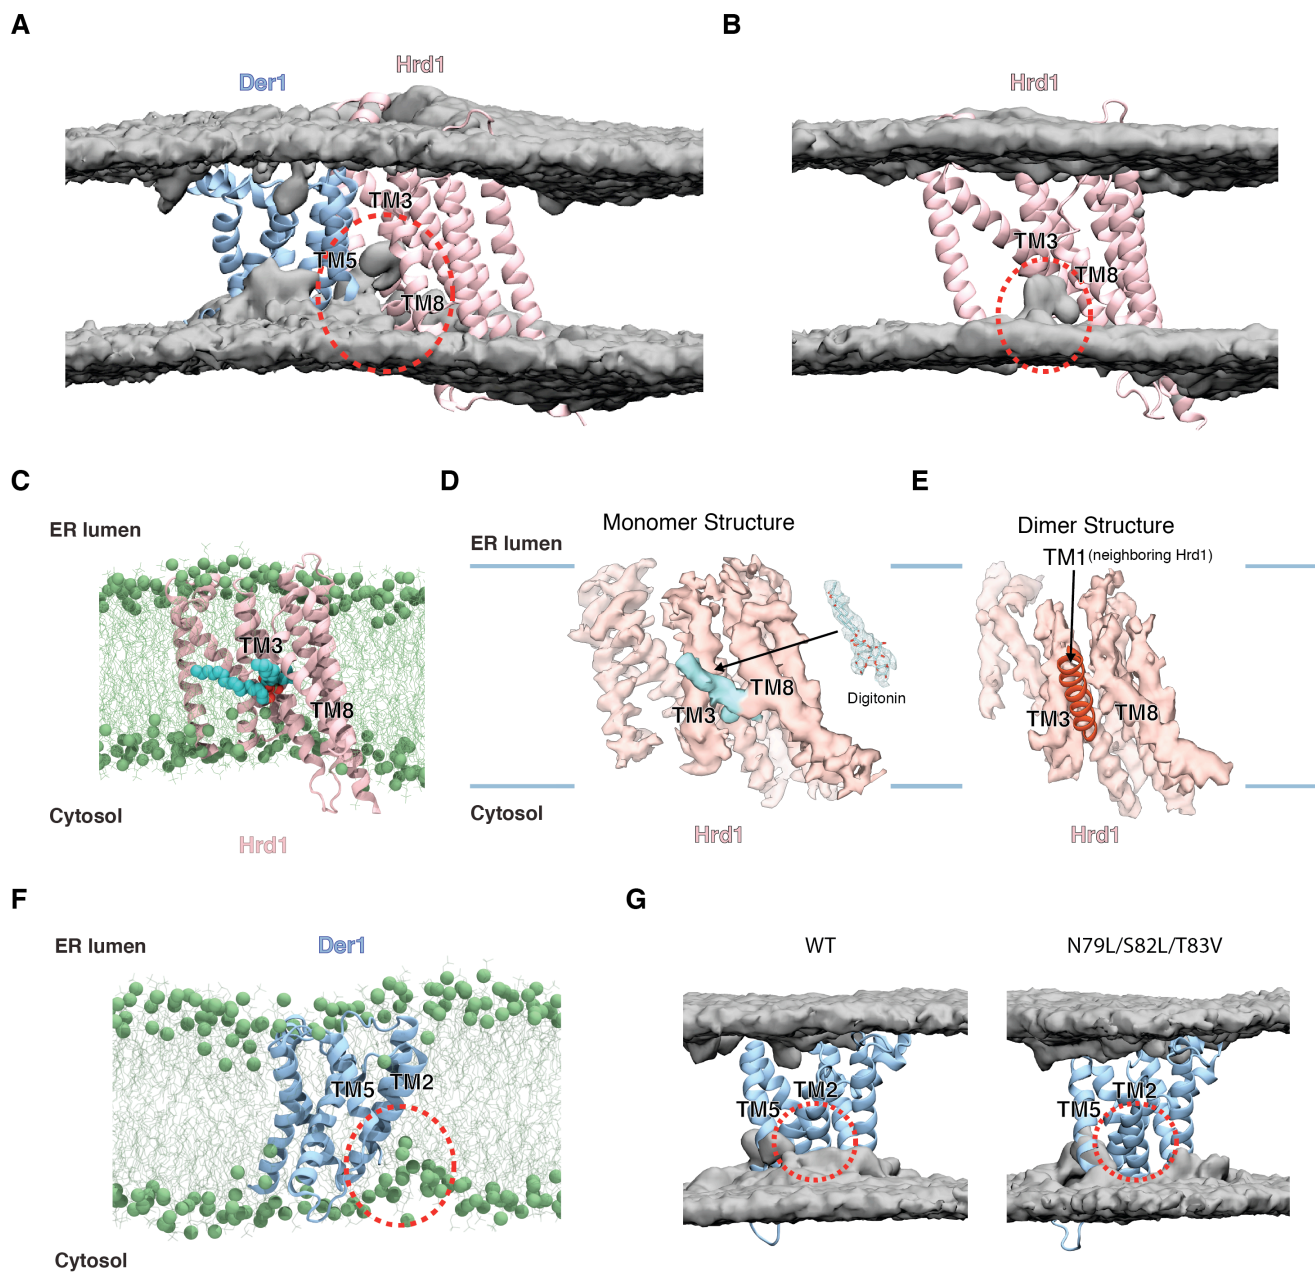 A
B
Der1
Hrd1
Hrd1
TM3
TM5
TM8
TM3
TM8
C
D
E
ER lumen
TM3
TM8
Cytosol
Hrd1
Monomer Structure
ER lumen
TM3
TM8
Digitonin
Cytosol
Hrd1
Dimer Structure
TM1 (neighboring Hrd1)
TM3
TM8
Hrd1
F
G
ER lumen
Der1
TM5
TM2
Cytosol
WT
N79L/S82L/T83V
TM2
TM5
TM2
TM5